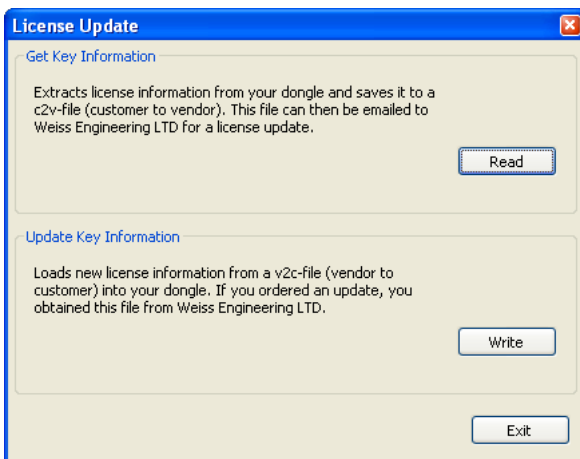 License Update
Get Key Information
Extracts license information from your dongle and saves it to a
c2v-file (customer to vendor). This file can then be emailed to
Weiss Engineering LTD for a license update.
Read
Update Key Information
Loads new license information from a v2c-file (vendor to
customer) into your dongle. If you ordered an update, you
obtained this file from Weiss Engineering LTD.
Write
Exit